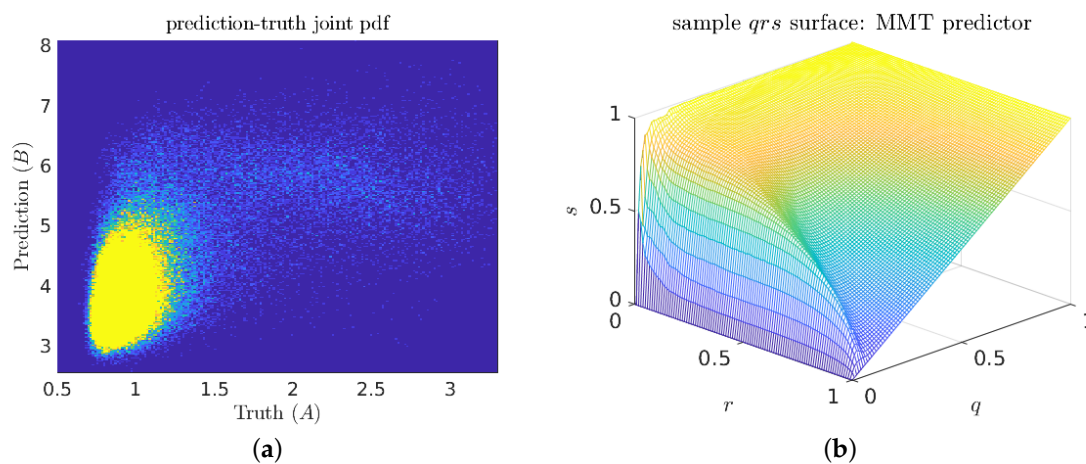 prediction-truth joint pdf
8
7
6
5
4
3
Prediction (B)
0.5 1 1.5 2 2.5 3
Truth (A)
(a)
sample qrs surface: MMT predictor
1
0.5
0
s
0 0.5 1
r
0 0.5 1
q
(b)